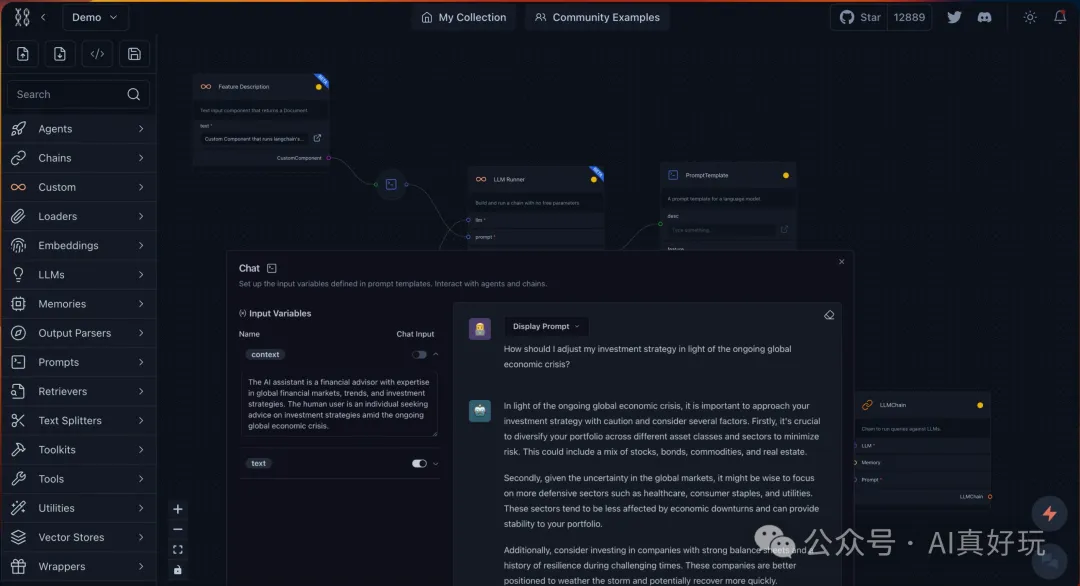 Demo
My Collection
Community Examples
Star
12889
Search
Agents
Chains
Custom
Loaders
Embeddings
LLMs
Memories
Output Parsers
Prompts
Retrievers
Text Splitters
Toolkits
Tools
Utilities
Vector Stores
Wrappers
Feature Description
Text input component that returns a Document
text *
Custom Component that runs langchain's...
CustomComponent
LLM Runner
Build and run a chain with no free parameters
llm *
prompt *
PromptTemplate
A prompt template for a language model.
desc
Type something...
Chat
Set up the input variables defined in prompt templates. Interact with agents and chains.
Input Variables
Name
Chat Input
context
The AI assistant is a financial advisor with expertise
in global financial markets, trends, and investment
strategies. The human user is an individual seeking
advice on investment strategies amid the ongoing
global economic crisis.
text
Display Prompt
How should I adjust my investment strategy in light of the ongoing global
economic crisis?
In light of the ongoing global economic crisis, it is important to approach your
investment strategy with caution and consider several factors. Firstly, it's crucial
to diversify your portfolio across different asset classes and sectors to minimize
risk. This could include a mix of stocks, bonds, commodities, and real estate.
Secondly, given the uncertainty in the global markets, it might be wise to focus
on more defensive sectors such as healthcare, consumer staples, and utilities.
These sectors tend to be less affected by economic downturns and can provide
stability to your portfolio.
Additionally, consider investing in companies with strong balance sheets and a
history of resilience during challenging times. These companies are better
positioned to weather the storm and potentially recover more quickly.
LLMChain
Chain to run queries against LLMs.
LLM *
Memory
Prompt *
LLMChain
公众号 · AI真好玩